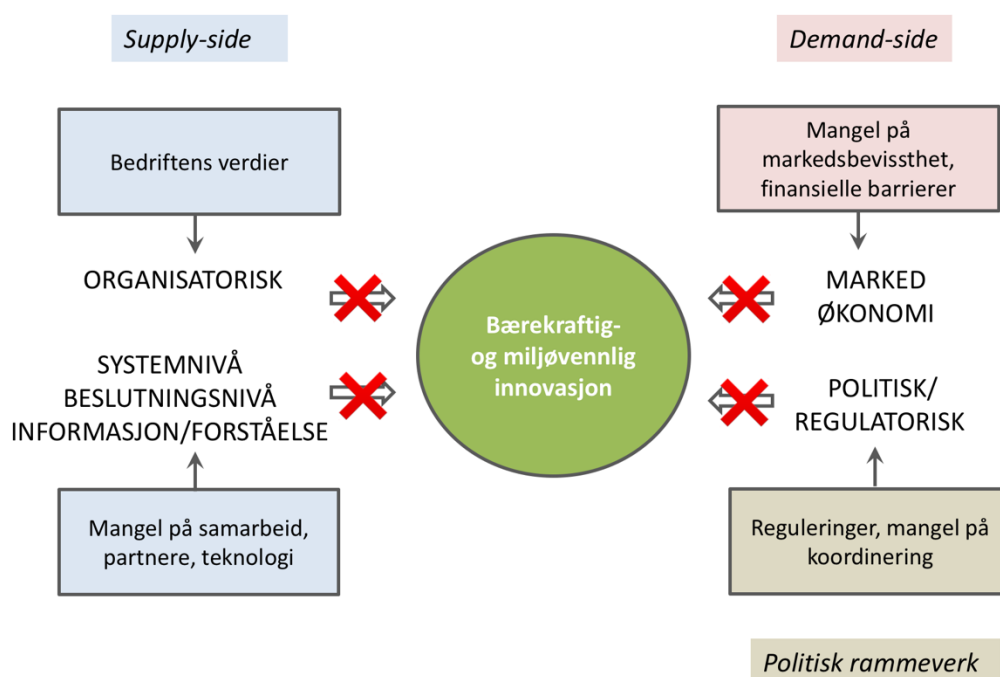 Supply-side
Demand-side
Bedriftens verdier
Mangel på
markedsbevissthet,
finansielle barrierer
ORGANISATORISK
MARKED
ØKONOMI
Bærekraftig-
og miljøvennlig
innovasjon
SYSTEMNIVÅ
BESLUTNINGSNIVÅ
INFORMASJON/FORSTÅELSE
POLITISK/
REGULATORISK
Mangel på samarbeid,
partnere, teknologi
Reguleringer, mangel på
koordinering
Politisk rammeverk